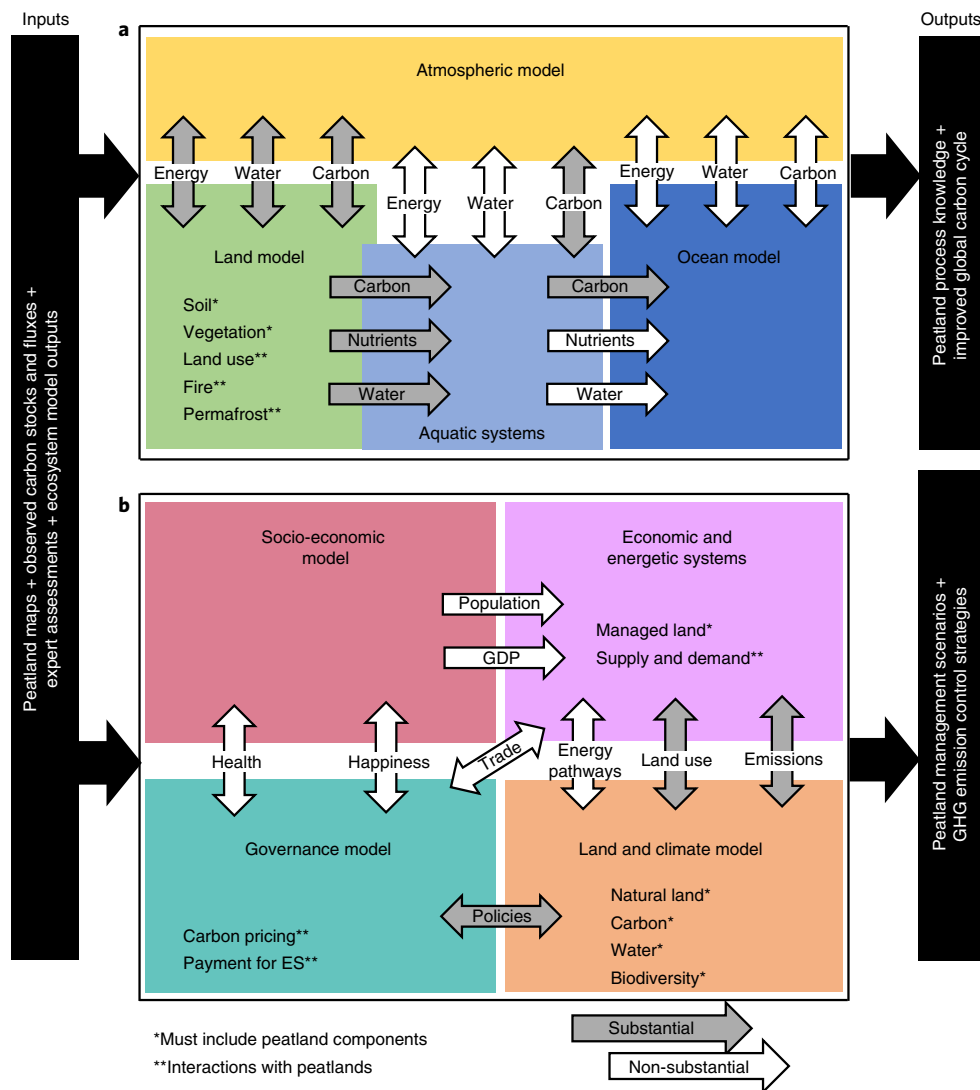 Inputs
Outputs
Peatland maps + observed carbon stocks and fluxes +
expert assessments + ecosystem model outputs
a
Atmospheric model
Energy
Water
Carbon
Energy
Water
Carbon
Energy
Water
Carbon
Land model
Soil*
Vegetation*
Land use**
Fire**
Permafrost**
Carbon
Nutrients
Water
Aquatic systems
Carbon
Nutrients
Water
Ocean model
Peatland process knowledge +
improved global carbon cycle
b
Socio-economic
model
Economic and
energetic systems
Population
GDP
Managed land*
Supply and demand**
Health
Happiness
Trade
Energy
pathways
Land use
Emissions
Governance model
Carbon pricing**
Payment for ES**
Policies
Land and climate model
Natural land*
Carbon*
Water*
Biodiversity*
Peatland management scenarios +
GHG emission control strategies
*Must include peatland components
**Interactions with peatlands
Substantial
Non-substantial